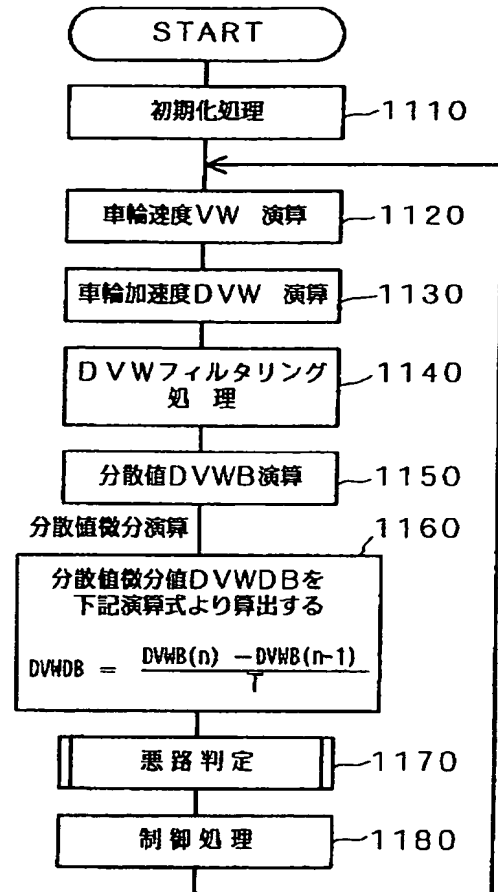 START
初期化処理 1110
車輪速度VW 演算 1120
車輪加速度DVW 演算 1130
DVWフィルタリング 1140
処 理
分散値DVWB演算 1150
分散値微分演算 1160
分散値微分値DVWDBを
下記演算式より算出する
DVWDB = DVWB(n) -DVWB(n-1)
T
悪路判定 1170
制御処理 1180